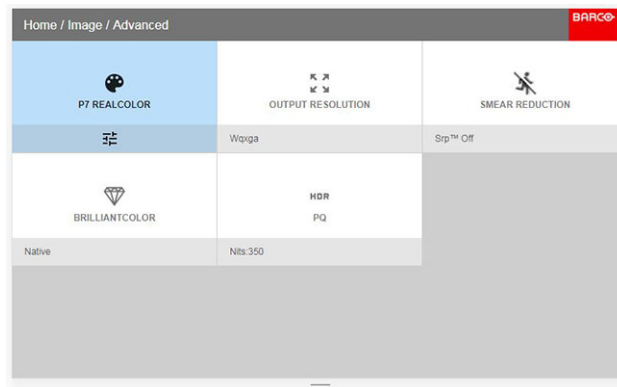 Home / Image / Advanced
BARCO
P7 REALCOLOR
OUTPUT RESOLUTION
SMEAR REDUCTION
Wqxga
Srp™ Off
BRILLIANTCOLOR
HDR
PQ
Native
Nits:350